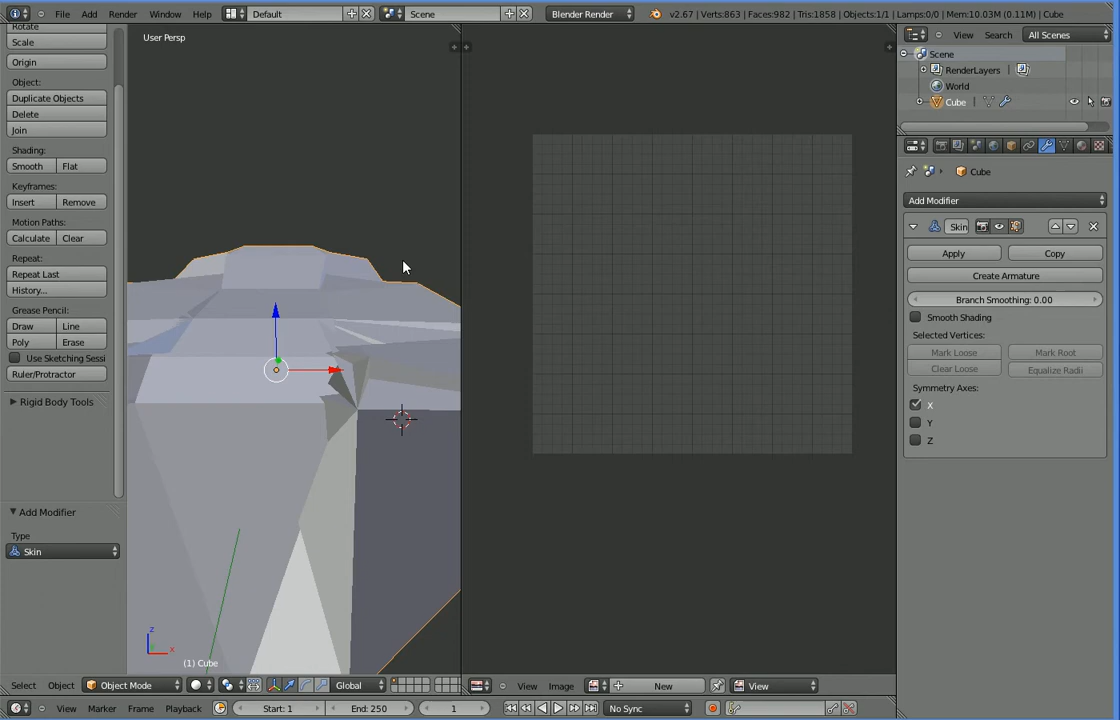 File Add Render Window Help Default Scene Blender Render v2.67 | Verts:863 | Faces:982 | Tris:1858 | Objects:1/1 | Lamps:0/0 | Mem:10.03M (0.11M) | Cube
Rotate
Scale
Origin
Object:
Duplicate Objects
Delete
Join
Shading:
Smooth Flat
Keyframes:
Insert Remove
Motion Paths:
Calculate Clear
Repeat:
Repeat Last
History...
Grease Pencil:
Draw Line
Poly Erase
Use Sketching Sessi
Ruler/Protractor
Rigid Body Tools
Add Modifier
Type
Skin
User Persp
z
x
(1) Cube
Select Object Object Mode Global
View Image New View
View Search All Scenes
Scene
RenderLayers |
World
Cube |
Cube
Add Modifier
Skin
Apply Copy
Create Armature
Branch Smoothing: 0.00
Smooth Shading
Selected Vertices:
Mark Loose Mark Root
Clear Loose Equalize Radii
Symmetry Axes:
X
Y
Z
View Marker Frame Playback Start: 1 End: 250 1 No Sync